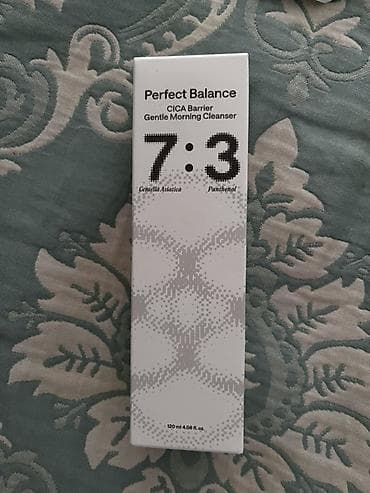 Perfect Balance
CICA Barrier
Gentle Morning Cleanser
7:3
Centella Asiatica Panthenol
120 ml 4.06 fl. oz.